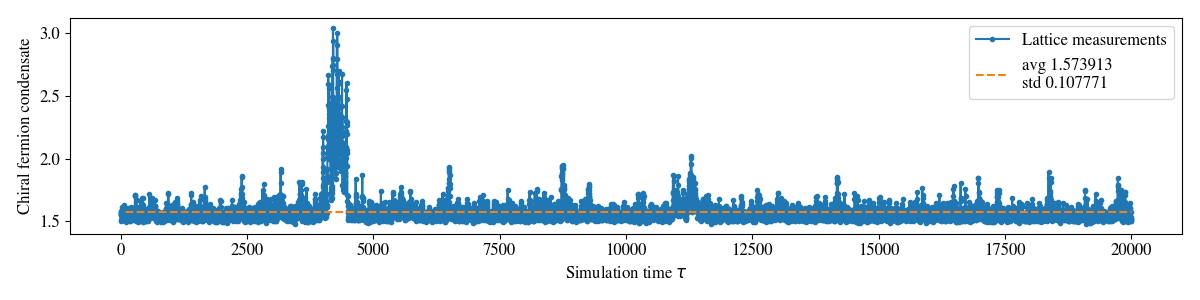 3.0
2.5
2.0
1.5
Chiral fermion condensate
Lattice measurements
avg 1.573913
std 0.107771
0 2500 5000 7500 10000 12500 15000 17500 20000
Simulation time τ